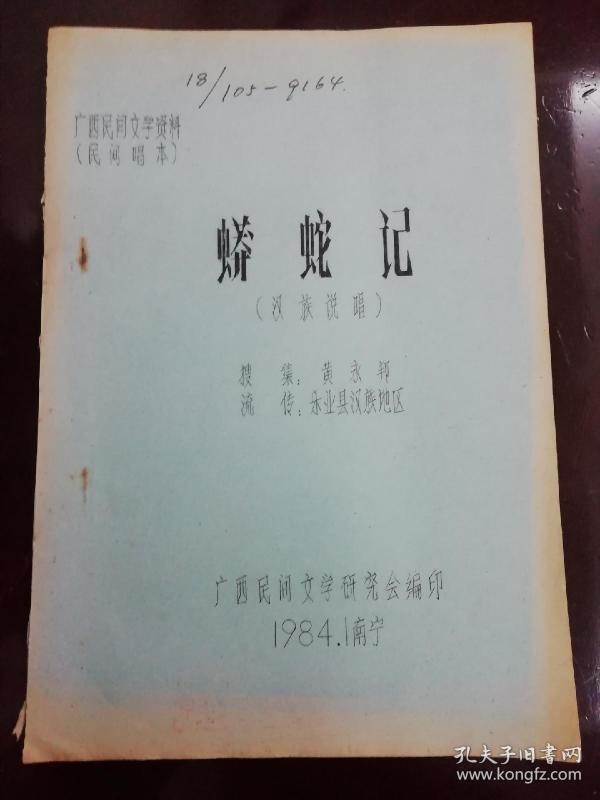 18/105-9164.
广西民间文学资料
(民间唱本)
蟒蛇记
(汉族说唱)
搜集:黄永邦
流传:乐业县汉族地区
广西民间文学研究会编印
1984.1南宁
孔夫子旧书网
www.kongfz.com